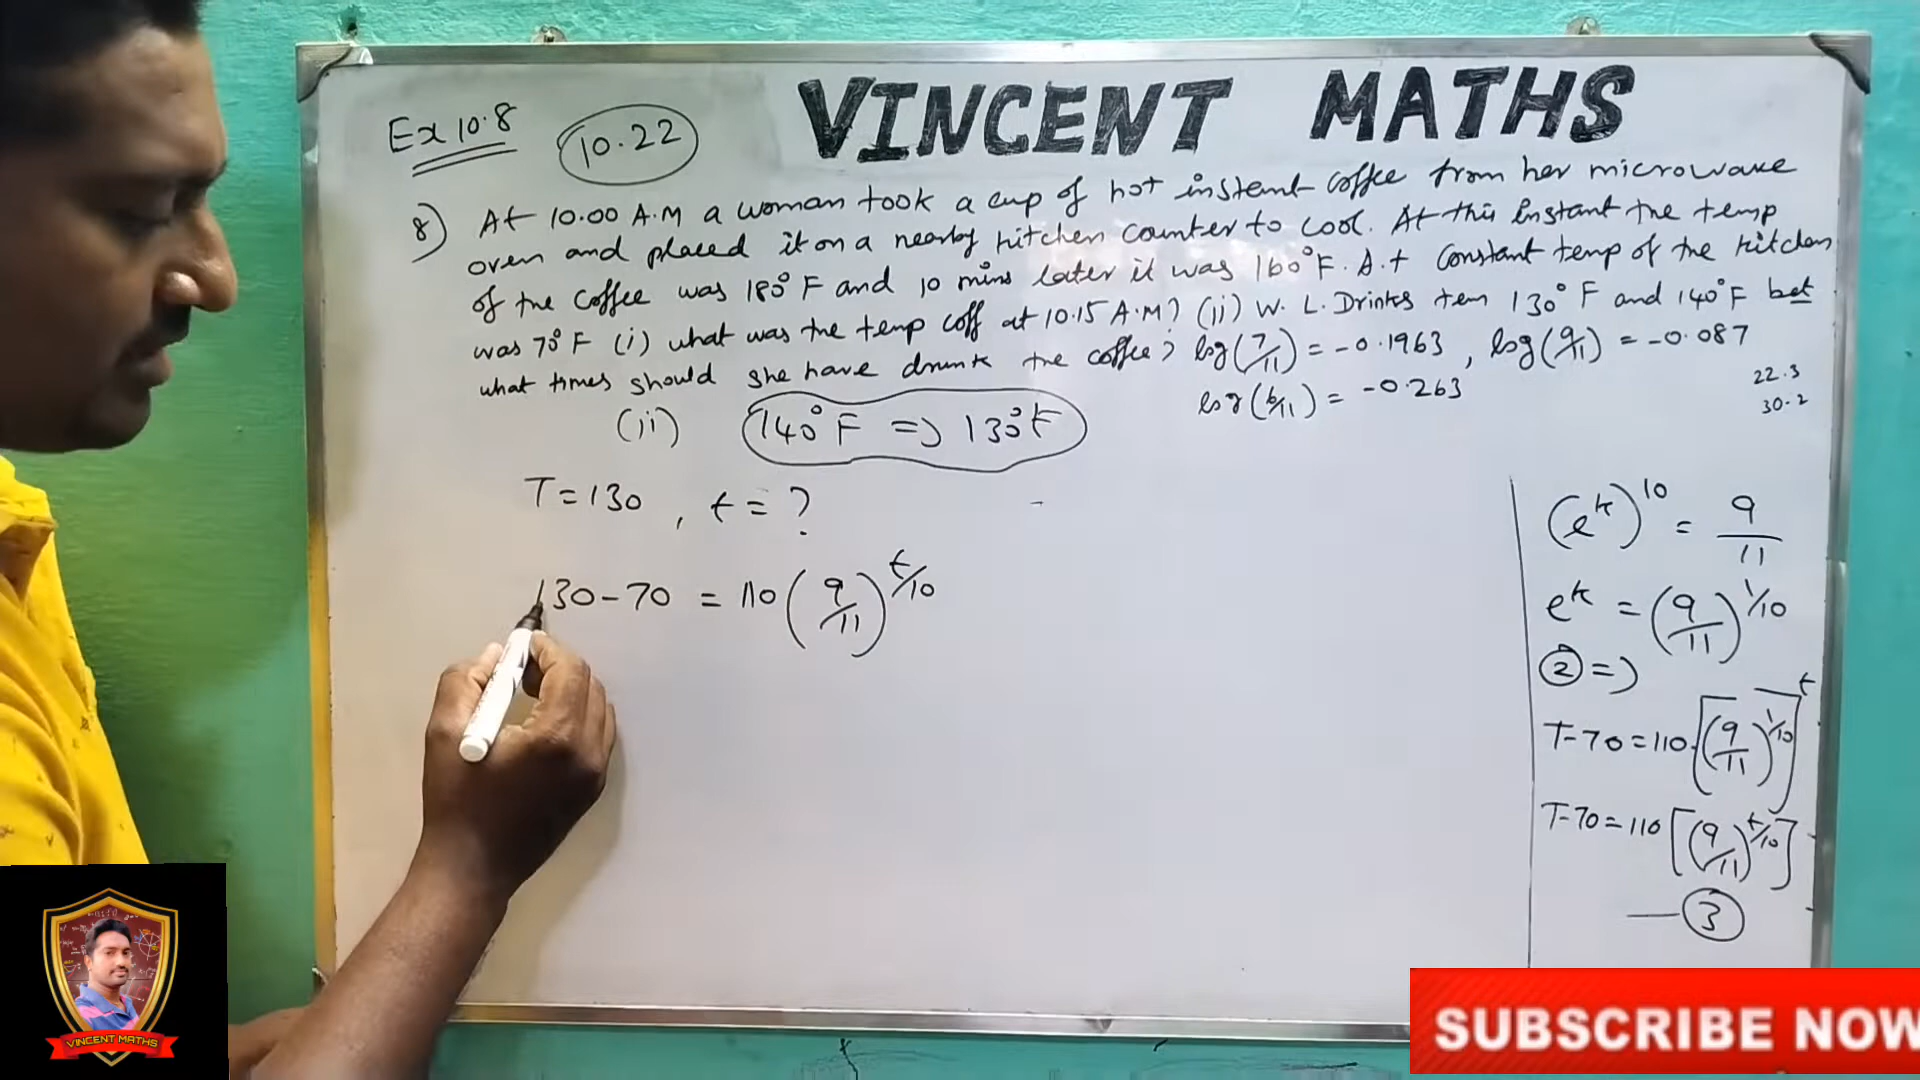 VINCENT MATHS
Ex 10.8
10.22
8) At 10.00 A.M a woman took a cup of hot instant coffee from her microwave
oven and placed it on a nearby kitchen counter to cool. At this instant the temp
of the coffee was 180°F and 10 mins later it was 160°F. A.t constant temp of the kitchen
was 70°F (i) what was the temp coff at 10.15 A.M? (ii) W. L. Drinks tem 130°F and 140°F bet
what times should she have drunk the coffee? log(7/11) = -0.1963, log(9/11) = -0.087
log(6/11) = -0.263
22.3
30.2
(ii) 140°F => 130°F
T=130, t=?
130-70 = 110(9/11)^t/10
(e^k)^10 = 9/11
e^k = (9/11)^1/10
② =>
T-70=110[(9/11)^1/10]^t
T-70=110[(9/11)^t/10]
—③
VINCENT MATHS
SUBSCRIBE NOW